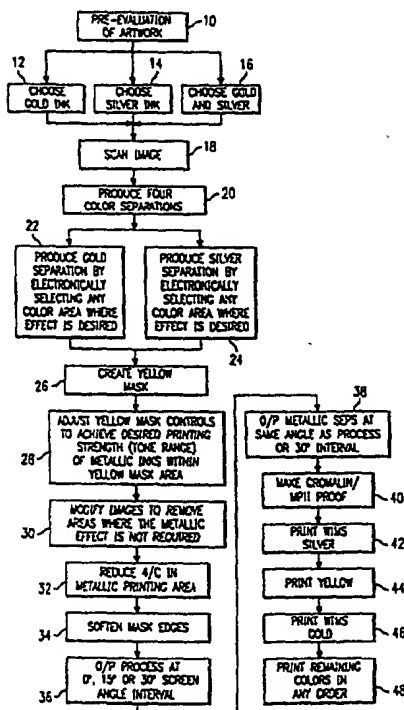 PRE-EVALUATION
OF ARTWORK
10
12
14
16
CHOOSE
GOLD INK
CHOOSE
SILVER INK
CHOOSE GOLD
AND SILVER
SCAN IMAGE
18
PRODUCE FOUR
COLOR SEPARATIONS
20
22
PRODUCE GOLD
SEPARATION BY
ELECTRONICALLY
SELECTING ANY
COLOR AREA WHERE
EFFECT IS DESIRED
PRODUCE SILVER
SEPARATION BY
ELECTRONICALLY
SELECTING ANY
COLOR AREA WHERE
EFFECT IS DESIRED
24
26
CREATE YELLOW
MASK
ADJUST YELLOW MASK CONTROLS
TO ACHIEVE DESIRED PRINTING
STRENGTH (TONE RANGE)
OF METALLIC INKS WITHIN
YELLOW MASK AREA
28
MODIFY IMAGES TO REMOVE
AREAS WHERE THE METALLIC
EFFECT IS NOT REQUIRED
30
REDUCE 4/C IN
METALLIC PRINTING AREA
32
SOFTEN MASK EDGES
34
O/P PROCESS AT
0°, 15° OR 30° SCREEN
ANGLE INTERVAL
36
38
O/P METALLIC SEPS AT
SAME ANGLE AS PROCESS
OR 30° INTERVAL
MAKE CROMALIN/
MPII PROOF
40
PRINT WIMS
SILVER
42
PRINT YELLOW
44
PRINT WIMS
GOLD
46
PRINT REMAINING
COLORS IN
ANY ORDER
48